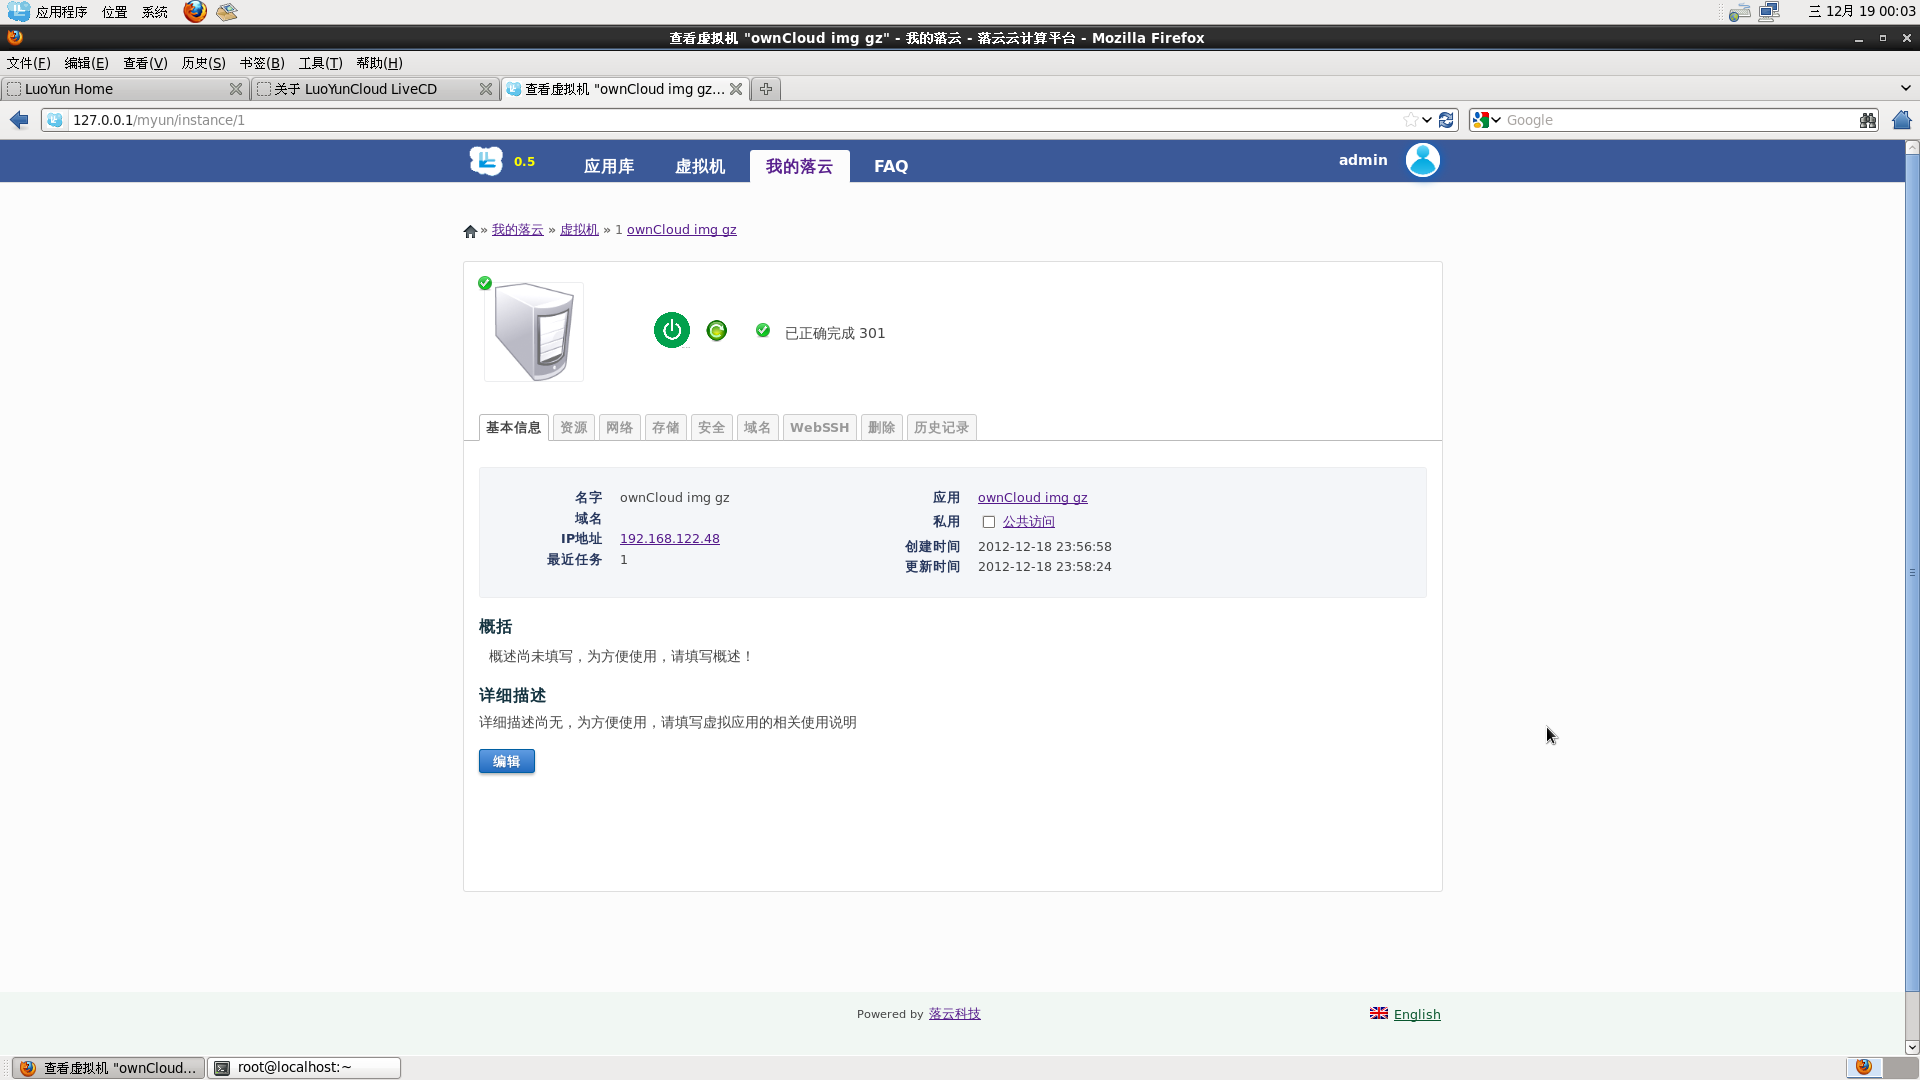 应用程序 位置 系统 三 12月 19 00:03
查看虚拟机 "ownCloud img gz" - 我的落云 - 落云云计算平台 - Mozilla Firefox
文件(F) 编辑(E) 查看(V) 历史(S) 书签(B) 工具(T) 帮助(H)
LuoYun Home 关于 LuoYunCloud LiveCD 查看虚拟机 "ownCloud img gz...
127.0.0.1/myun/instance/1 Google
0.5 应用库 虚拟机 我的落云 FAQ admin
» 我的落云 » 虚拟机 » 1 ownCloud img gz
已正确完成 301
基本信息 资源 网络 存储 安全 域名 WebSSH 删除 历史记录
名字 ownCloud img gz 应用 ownCloud img gz
域名 私用 公共访问
IP地址 192.168.122.48 创建时间 2012-12-18 23:56:58
最近任务 1 更新时间 2012-12-18 23:58:24
概括
概述尚未填写，为方便使用，请填写概述！
详细描述
详细描述尚无，为方便使用，请填写虚拟应用的相关使用说明
编辑
Powered by 落云科技 English
查看虚拟机 "ownCloud... root@localhost:~